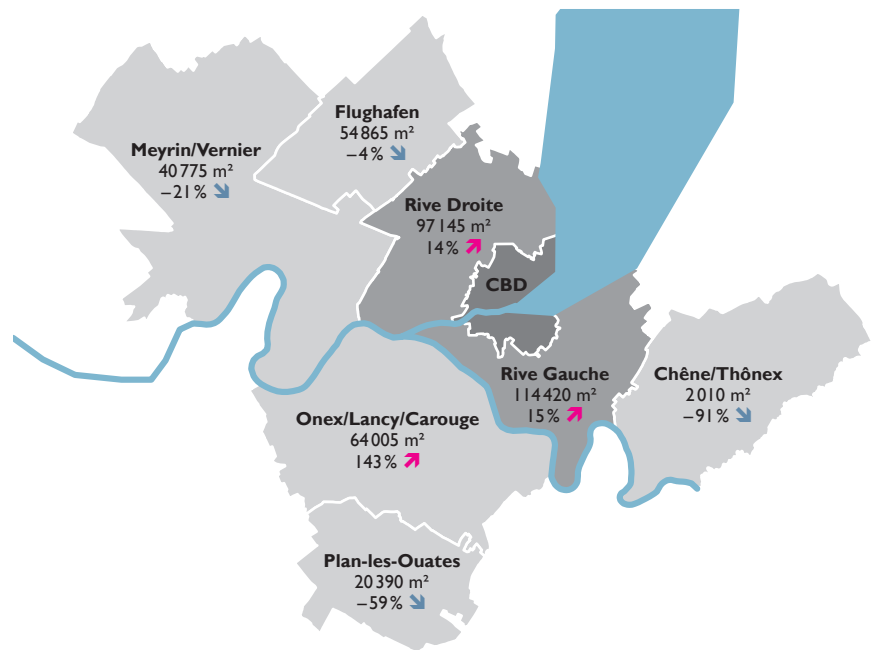 Flughafen
54 865 m²
–4 %
Meyrin/Vernier
40 775 m²
–21 %
Rive Droite
97 145 m²
14 %
CBD
Rive Gauche
114 420 m²
15 %
Chêne/Thônex
2 010 m²
–91 %
Onex/Lancy/Carouge
64 005 m²
143 %
Plan-les-Ouates
20 390 m²
–59 %